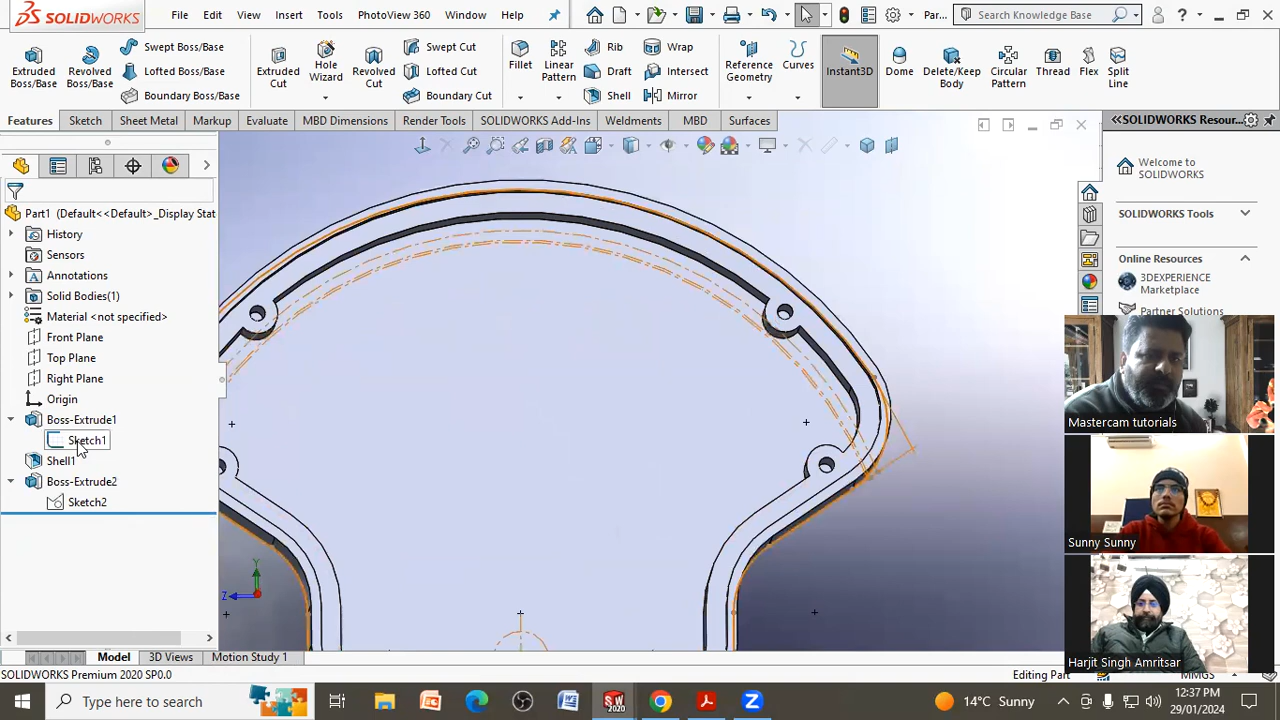 SOLIDWORKS
File Edit View Insert Tools PhotoView 360 Window Help
Par...
Search Knowledge Base
Extruded Boss/Base
Revolved Boss/Base
Swept Boss/Base
Lofted Boss/Base
Boundary Boss/Base
Extruded Cut
Hole Wizard
Revolved Cut
Swept Cut
Lofted Cut
Boundary Cut
Fillet
Linear Pattern
Rib
Draft
Shell
Wrap
Intersect
Mirror
Reference Geometry
Curves
Instant3D
Dome
Delete/Keep Body
Circular Pattern
Thread
Flex
Split Line
Features Sketch Sheet Metal Markup Evaluate MBD Dimensions Render Tools SOLIDWORKS Add-Ins Weldments MBD Surfaces
SOLIDWORKS Resour...
Welcome to SOLIDWORKS
SOLIDWORKS Tools
Online Resources
3DEXPERIENCE Marketplace
Partner Solutions
Part1 (Default<<Default>_Display Stat
History
Sensors
Annotations
Solid Bodies(1)
Material <not specified>
Front Plane
Top Plane
Right Plane
Origin
Boss-Extrude1
Sketch1
Shell1
Boss-Extrude2
Sketch2
Y
Z
Mastercam tutorials
Sunny Sunny
Harjit Singh Amritsar
Model 3D Views Motion Study 1
SOLIDWORKS Premium 2020 SP0.0
Editing Part
MMGS
Type here to search
SW
2020
14°C Sunny
12:37 PM
29/01/2024